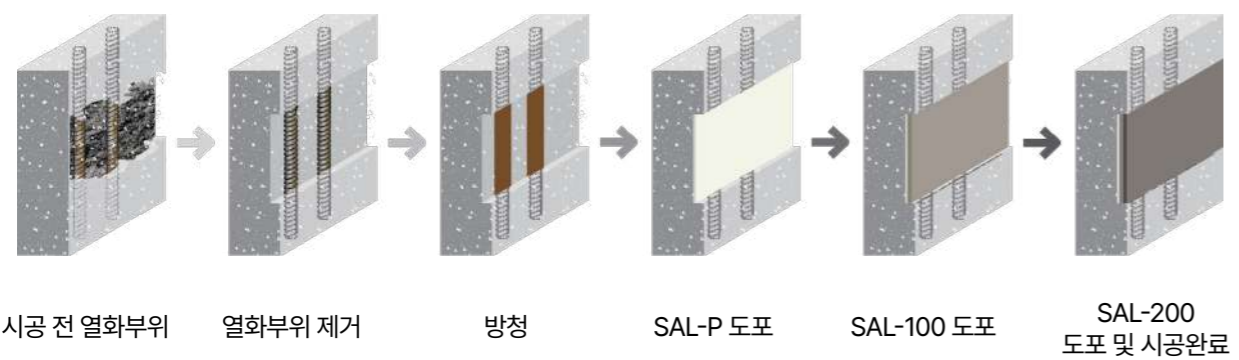 시공 전 열화부위
열화부위 제거
방청
SAL-P 도포
SAL-100 도포
SAL-200
도포 및 시공완료